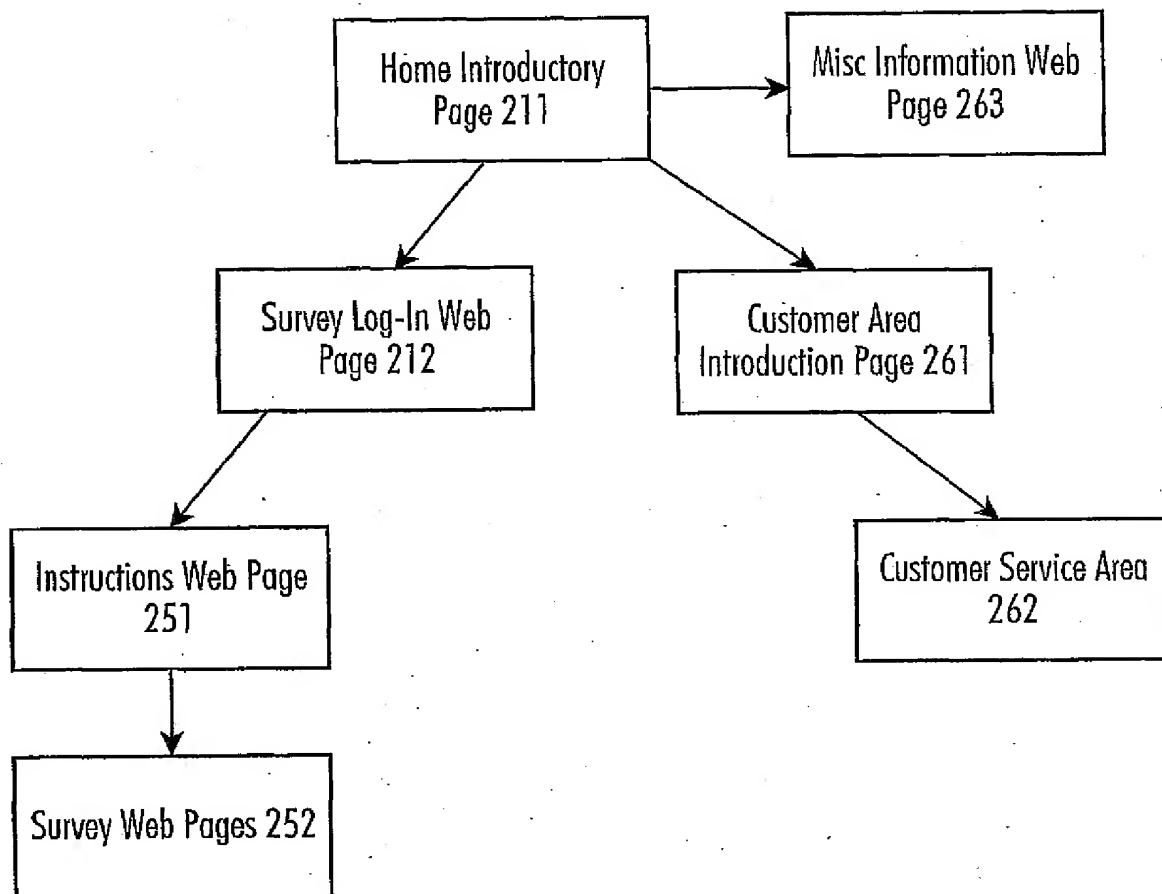 Home Introductory
Page 211
Misc Information Web
Page 263
Survey Log-In Web
Page 212
Customer Area
Introduction Page 261
Instructions Web Page
251
Customer Service Area
262
Survey Web Pages 252